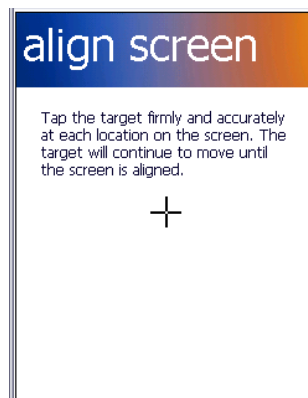 align screen
Tap the target firmly and accurately
at each location on the screen. The
target will continue to move until
the screen is aligned.